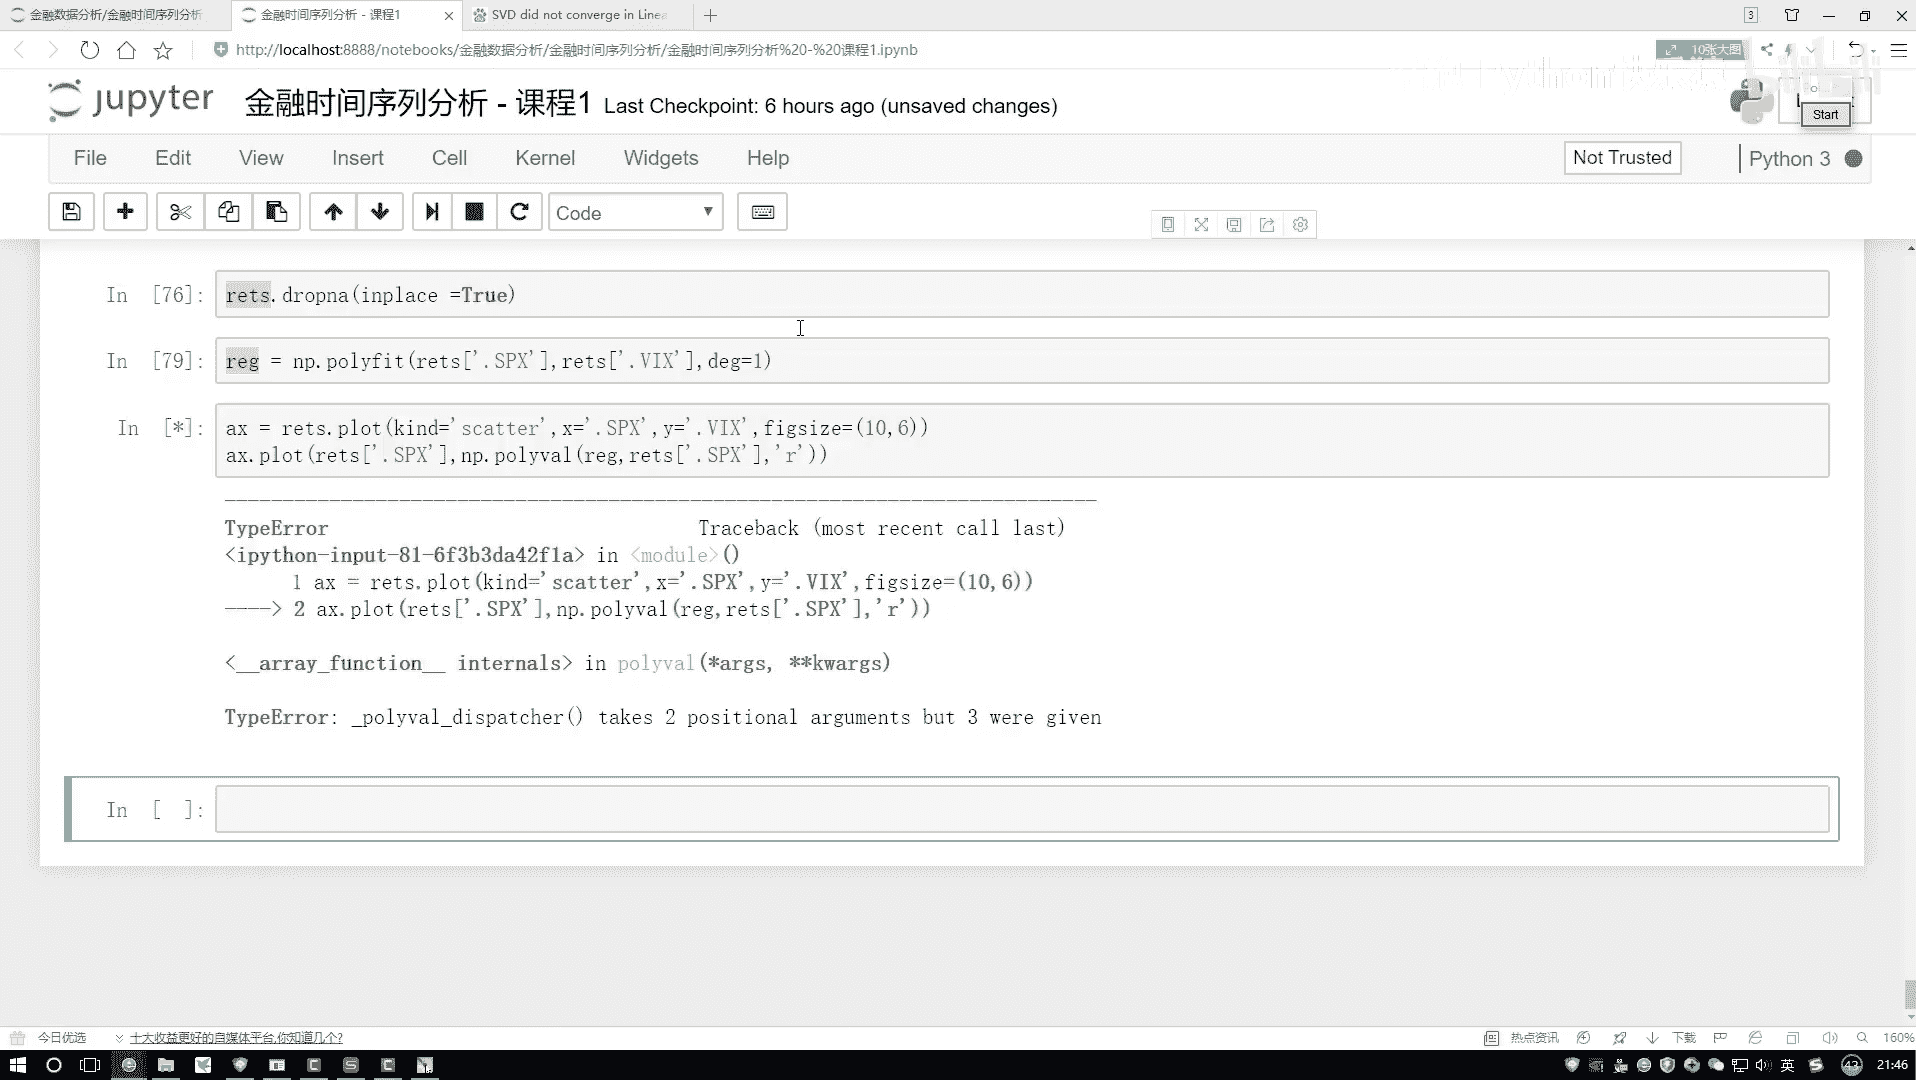 金融数据分析/金融时间序列分析
金融时间序列分析 - 课程1
SVD did not converge in Linea
3
http://localhost:8888/notebooks/金融数据分析/金融时间序列分析/金融时间序列分析%20-%20课程1.ipynb
10张大图
jupyter
金融时间序列分析 - 课程1 Last Checkpoint: 6 hours ago (unsaved changes)
Start
File Edit View Insert Cell Kernel Widgets Help
Not Trusted
Python 3
Code
In [76]: rets.dropna(inplace =True)
In [79]: reg = np.polyfit(rets['.SPX'],rets['.VIX'],deg=1)
In [*]: ax = rets.plot(kind='scatter',x='.SPX',y='.VIX',figsize=(10,6))
ax.plot(rets['.SPX'],np.polyval(reg,rets['.SPX'],'r'))
---------------------------------------------------------------------------
TypeError Traceback (most recent call last)
<ipython-input-81-6f3b3da42f1a> in <module>()
1 ax = rets.plot(kind='scatter',x='.SPX',y='.VIX',figsize=(10,6))
----> 2 ax.plot(rets['.SPX'],np.polyval(reg,rets['.SPX'],'r'))
<__array_function__ internals> in polyval(*args, **kwargs)
TypeError: _polyval_dispatcher() takes 2 positional arguments but 3 were given
In [ ]:
今日优选
十大收益更好的自媒体平台,你知道几个?
热点资讯
下载
160%
英
43
21:46